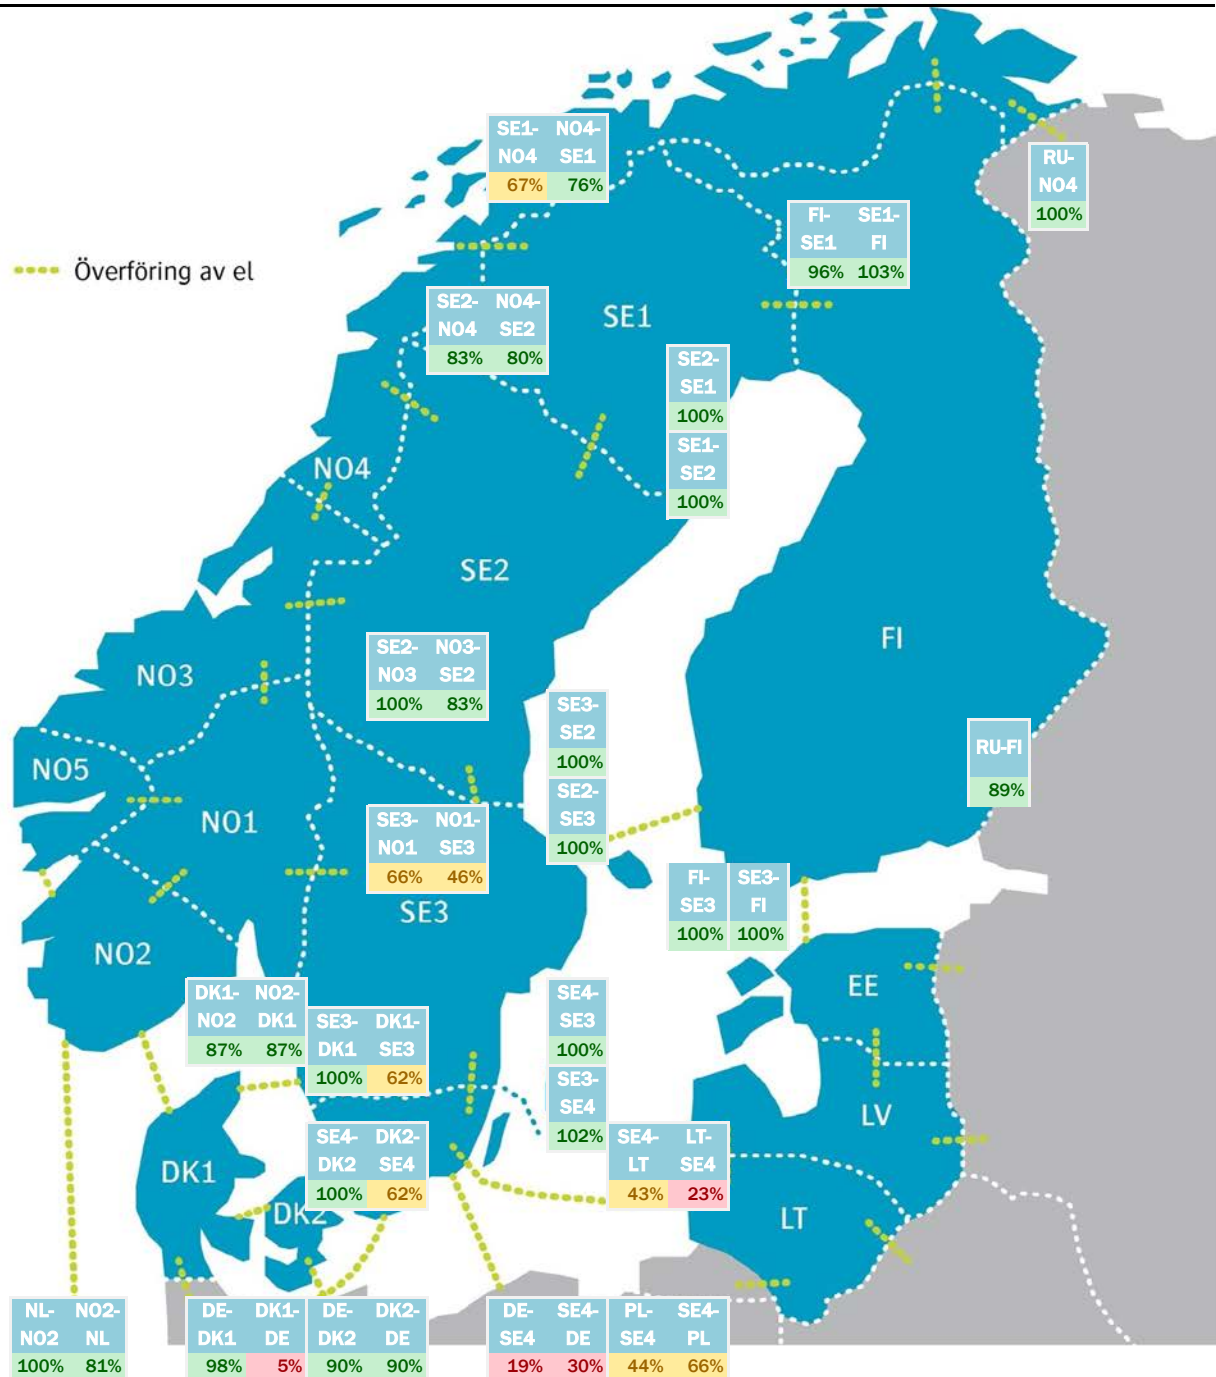 SE1- NO4-
NO4 SE1
67% 76%
RU-
NO4
100%
FI- SE1-
SE1 FI
96% 103%
Överföring av el
SE2- NO4-
NO4 SE2
83% 80%
SE1
SE2-
SE1
100%
SE1-
SE2
100%
NO4
SE2
FI
SE2- NO3-
NO3 SE2
100% 83%
NO3
SE3-
SE2
100%
SE2-
SE3
100%
RU-FI
89%
NO5
NO1
SE3- NO1-
NO1 SE3
66% 46%
SE3
FI- SE3-
SE3 FI
100% 100%
NO2
EE
DK1- NO2-
NO2 DK1
87% 87%
SE3- DK1-
DK1 SE3
100% 62%
SE4-
SE3
100%
SE3-
SE4
102%
LV
SE4- DK2-
DK2 SE4
100% 62%
SE4- LT-
LT SE4
43% 23%
DK1
DK2
LT
NL- NO2-
NO2 NL
100% 81%
DE- DK1-
DK1 DE
98% 5%
DE- DK2-
DK2 DE
90% 90%
DE- SE4-
SE4 DE
19% 30%
PL- SE4-
SE4 PL
44% 66%